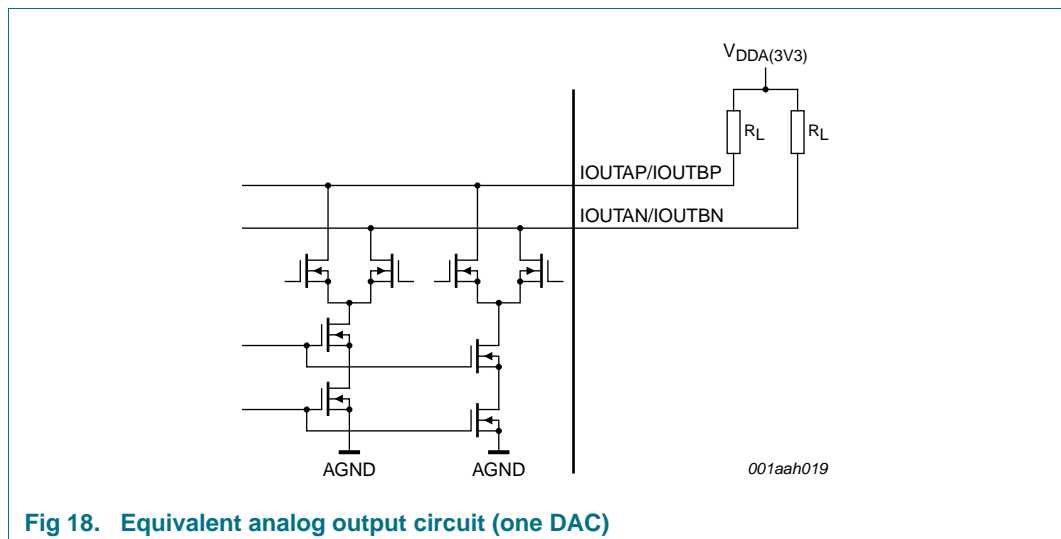 VDDA(3V3)
RL RL
IOUTAP/IOUTBP
IOUTAN/IOUTBN
AGND AGND
001aah019
Fig 18. Equivalent analog output circuit (one DAC)